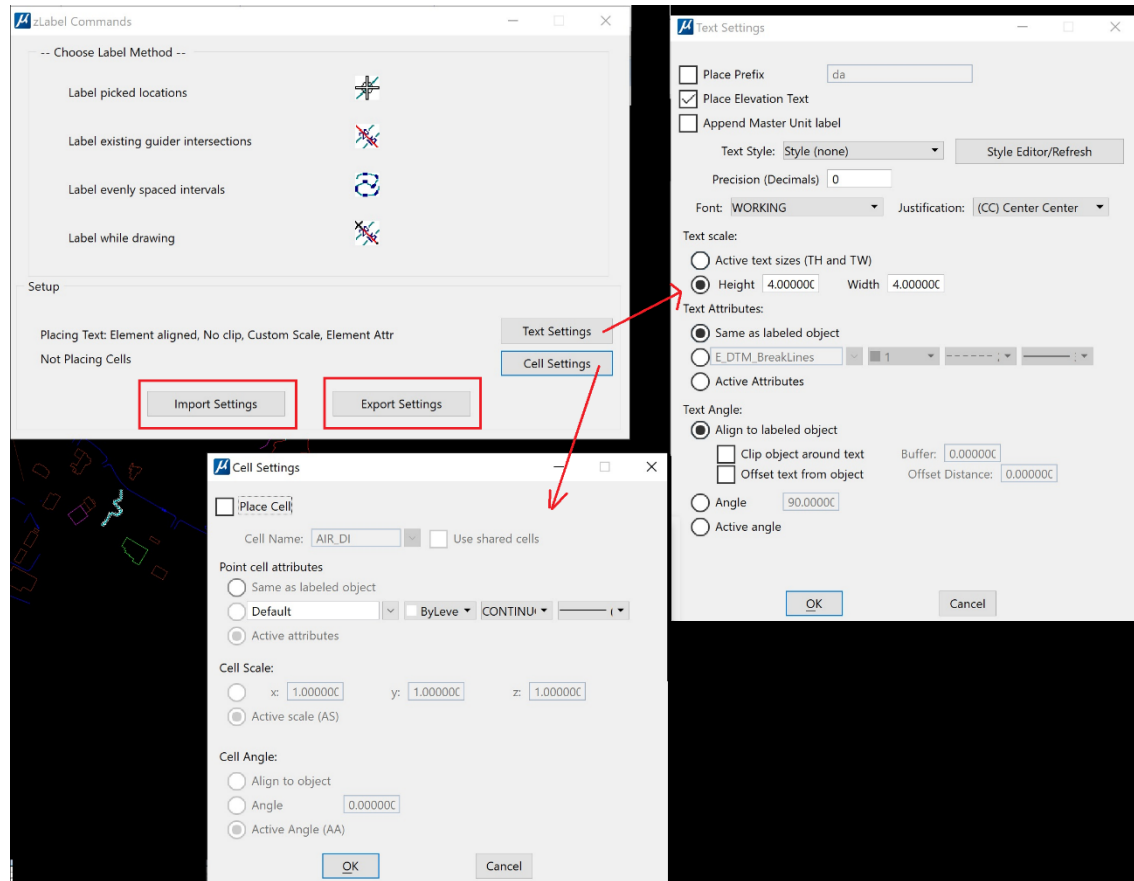 zLabel Commands
-- Choose Label Method --
Label picked locations
Label existing guider intersections
Label evenly spaced intervals
Label while drawing
Setup
Placing Text: Element aligned, No clip, Custom Scale, Element Attr
Text Settings
Not Placing Cells
Cell Settings
Import Settings
Export Settings
Text Settings
Place Prefix da
Place Elevation Text
Append Master Unit label
Text Style: Style (none) Style Editor/Refresh
Precision (Decimals) 0
Font: WORKING Justification: (CC) Center Center
Text scale:
Active text sizes (TH and TW)
Height 4.00000C Width 4.00000C
Text Attributes:
Same as labeled object
E_DTM_BreakLines 1
Active Attributes
Text Angle:
Align to labeled object
Clip object around text Buffer: 0.00000C
Offset text from object Offset Distance: 0.00000C
Angle 90.0000C
Active angle
OK Cancel
Cell Settings
Place Cell
Cell Name: AIR_DI Use shared cells
Point cell attributes
Same as labeled object
Default ByLeve CONTINU
Active attributes
Cell Scale:
x: 1.00000C y: 1.00000C z: 1.00000C
Active scale (AS)
Cell Angle:
Align to object
Angle 0.00000C
Active Angle (AA)
OK Cancel